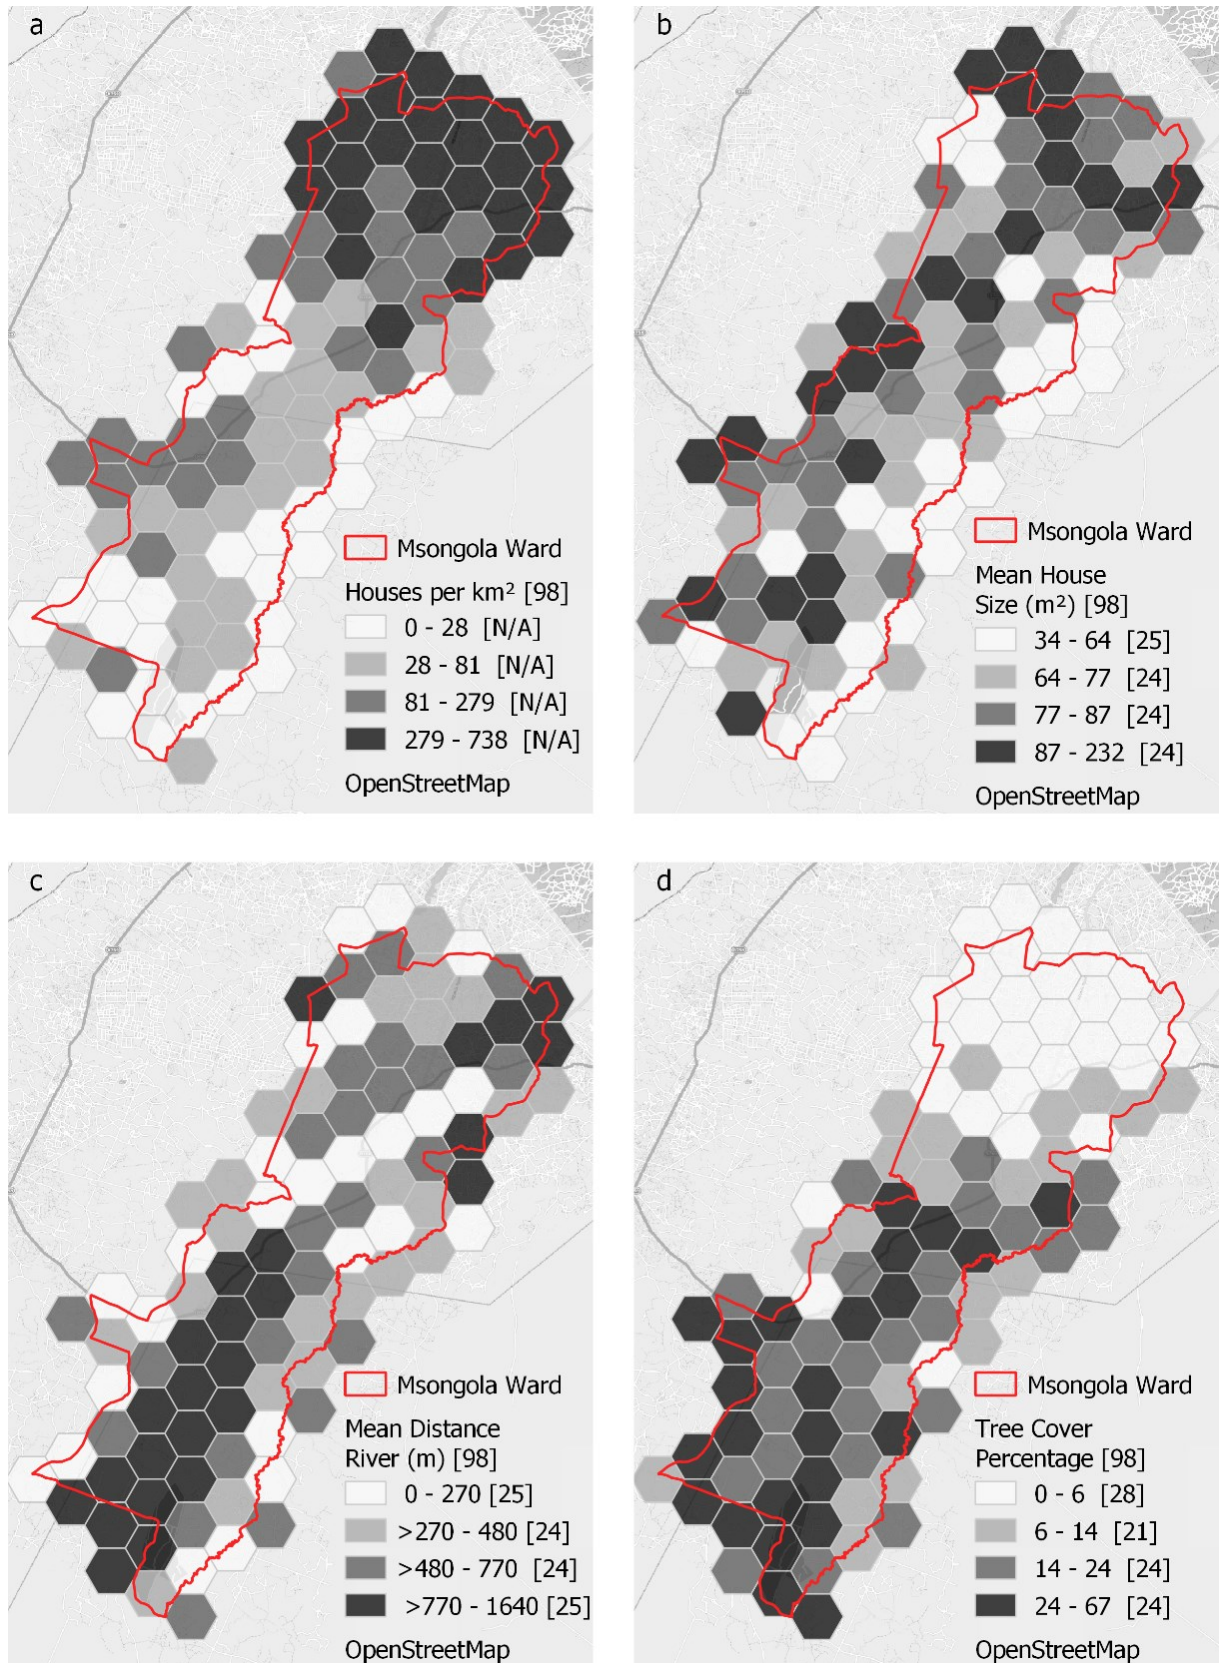 a
Msongola Ward
Houses per km² [98]
0 - 28 [N/A]
28 - 81 [N/A]
81 - 279 [N/A]
279 - 738 [N/A]
OpenStreetMap
b
Msongola Ward
Mean House
Size (m²) [98]
34 - 64 [25]
64 - 77 [24]
77 - 87 [24]
87 - 232 [24]
OpenStreetMap
c
Msongola Ward
Mean Distance
River (m) [98]
0 - 270 [25]
>270 - 480 [24]
>480 - 770 [24]
>770 - 1640 [25]
OpenStreetMap
d
Msongola Ward
Tree Cover
Percentage [98]
0 - 6 [28]
6 - 14 [21]
14 - 24 [24]
24 - 67 [24]
OpenStreetMap